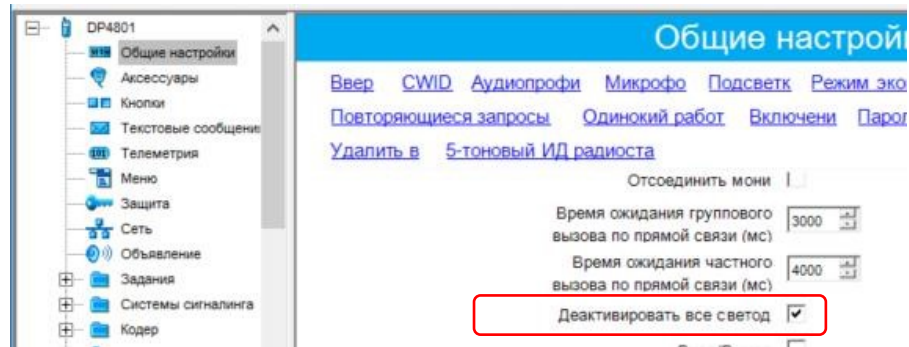 DP4801
Общие настройки
Аксессуары
Кнопки
Текстовые сообщени
Телеметрия
Меню
Защита
Сеть
Объявление
Задания
Системы сигналинга
Кодер
Общие настрой
Ввер CWID Аудиопрофи Микрофо Подсветк Режим эко
Повторяющиеся запросы Одинокий работ Включени Парол
Удалить в 5-тоновый ИД радиоста
Отсоединить мони
Время ожидания группового
вызова по прямой связи (мс)
3000
Время ожидания частного
вызова по прямой связи (мс)
4000
Деактивировать все светод